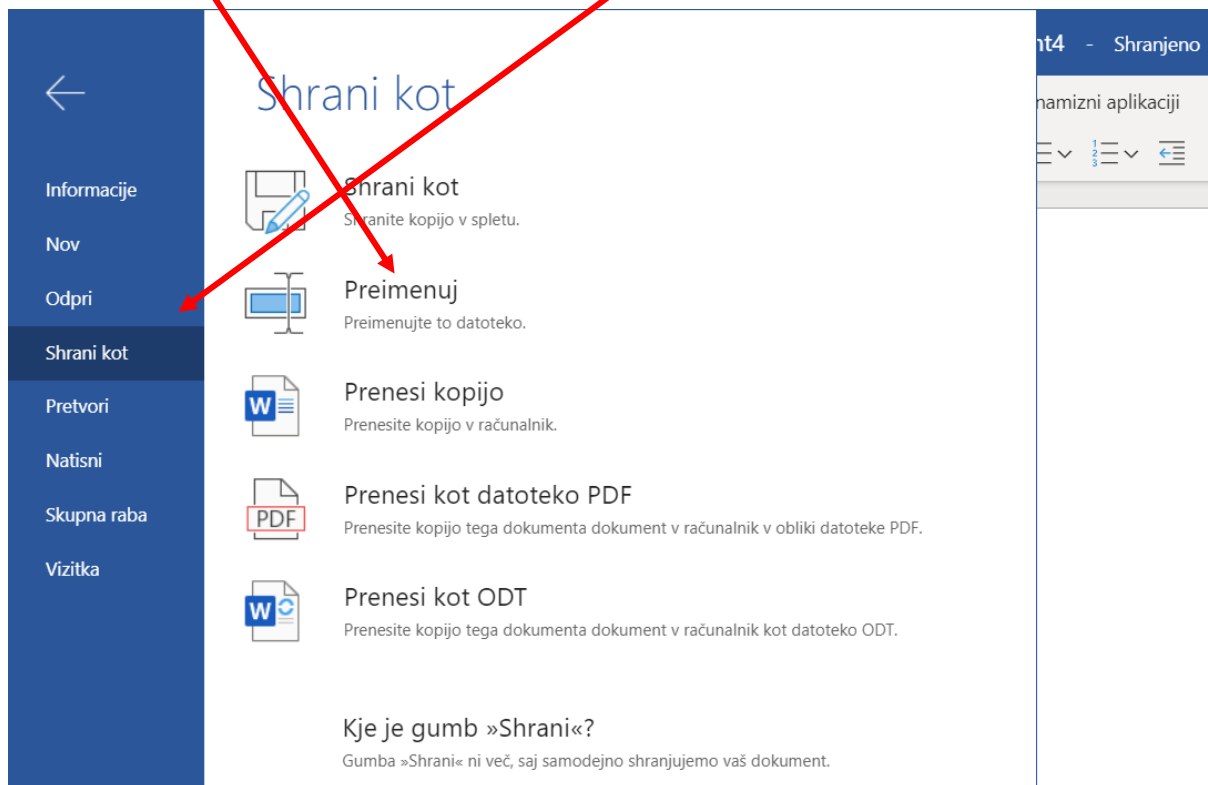 nt4 - Shranjeno
namizni aplikaciji
Shrani kot
Informacije
Nov
Odpri
Shrani kot
Pretvori
Natisni
Skupna raba
Vizitka
Shrani kot
Shranite kopijo v spletu.
Preimenuj
Preimenujte to datoteko.
W
Prenesi kopijo
Prenesite kopijo v računalnik.
PDF
Prenesi kot datoteko PDF
Prenesite kopijo tega dokumenta dokument v računalnik v obliki datoteke PDF.
W
Prenesi kot ODT
Prenesite kopijo tega dokumenta dokument v računalnik kot datoteko ODT.
Kje je gumb »Shrani«?
Gumba »Shrani« ni več, saj samodejno shranjujemo vaš dokument.